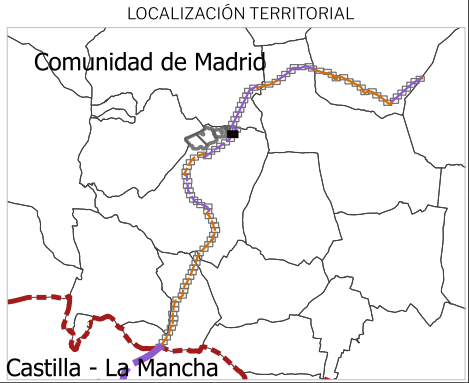 LOCALIZACIÓN TERRITORIAL
Comunidad de Madrid
Castilla - La Mancha